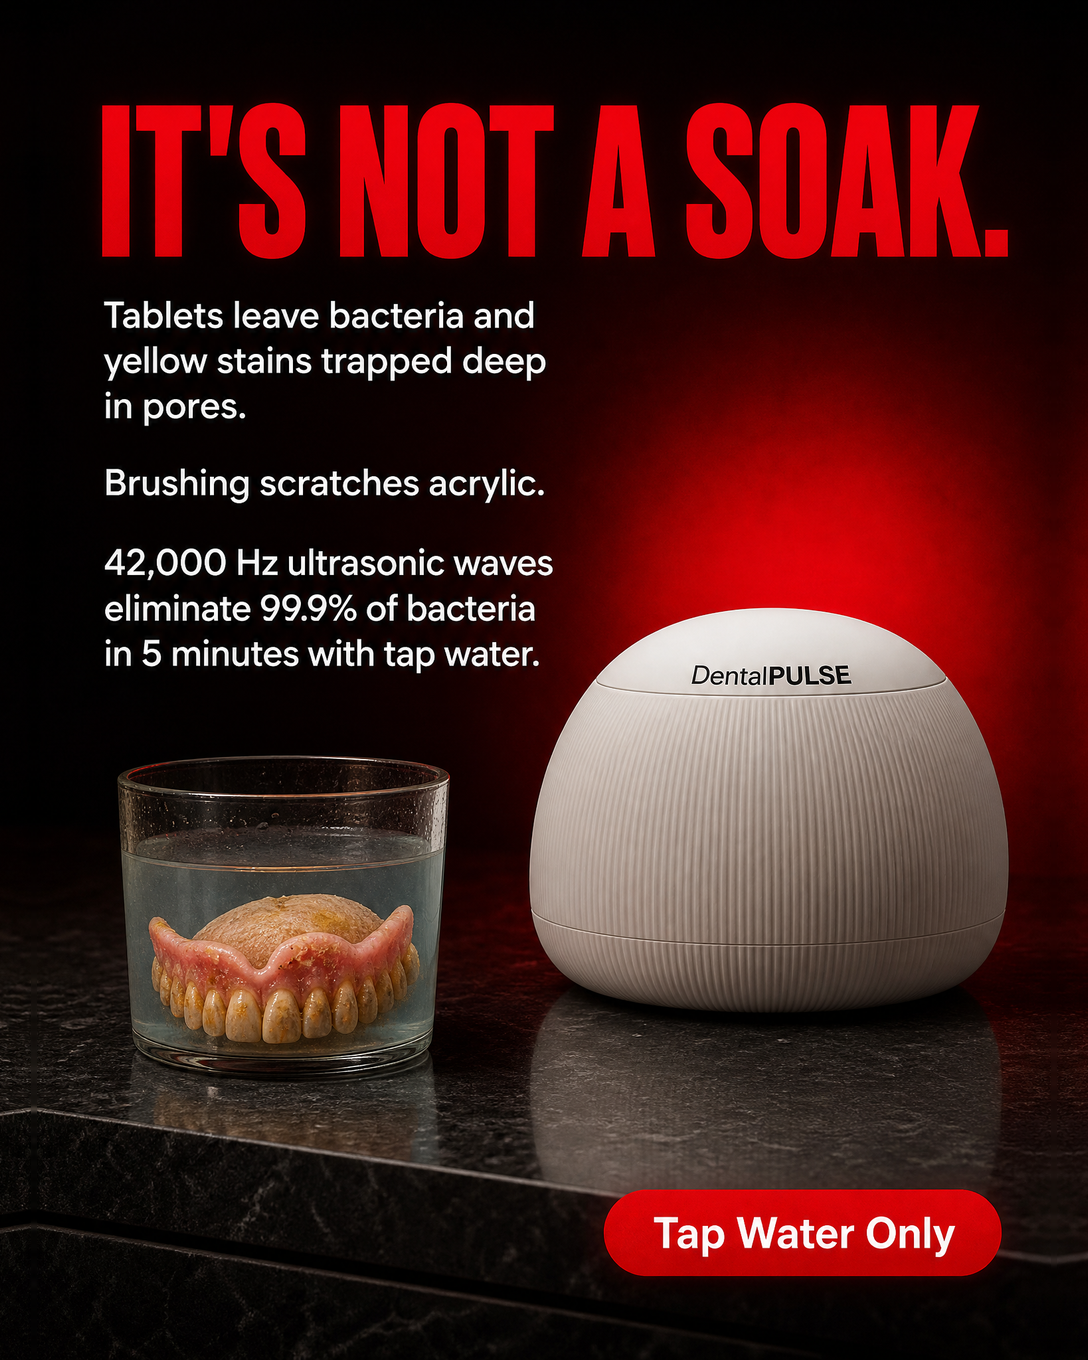 IT'S NOT A SOAK.
Tablets leave bacteria and
yellow stains trapped deep
in pores.
Brushing scratches acrylic.
42,000 Hz ultrasonic waves
eliminate 99.9% of bacteria
in 5 minutes with tap water.
DentalPULSE
Tap Water Only